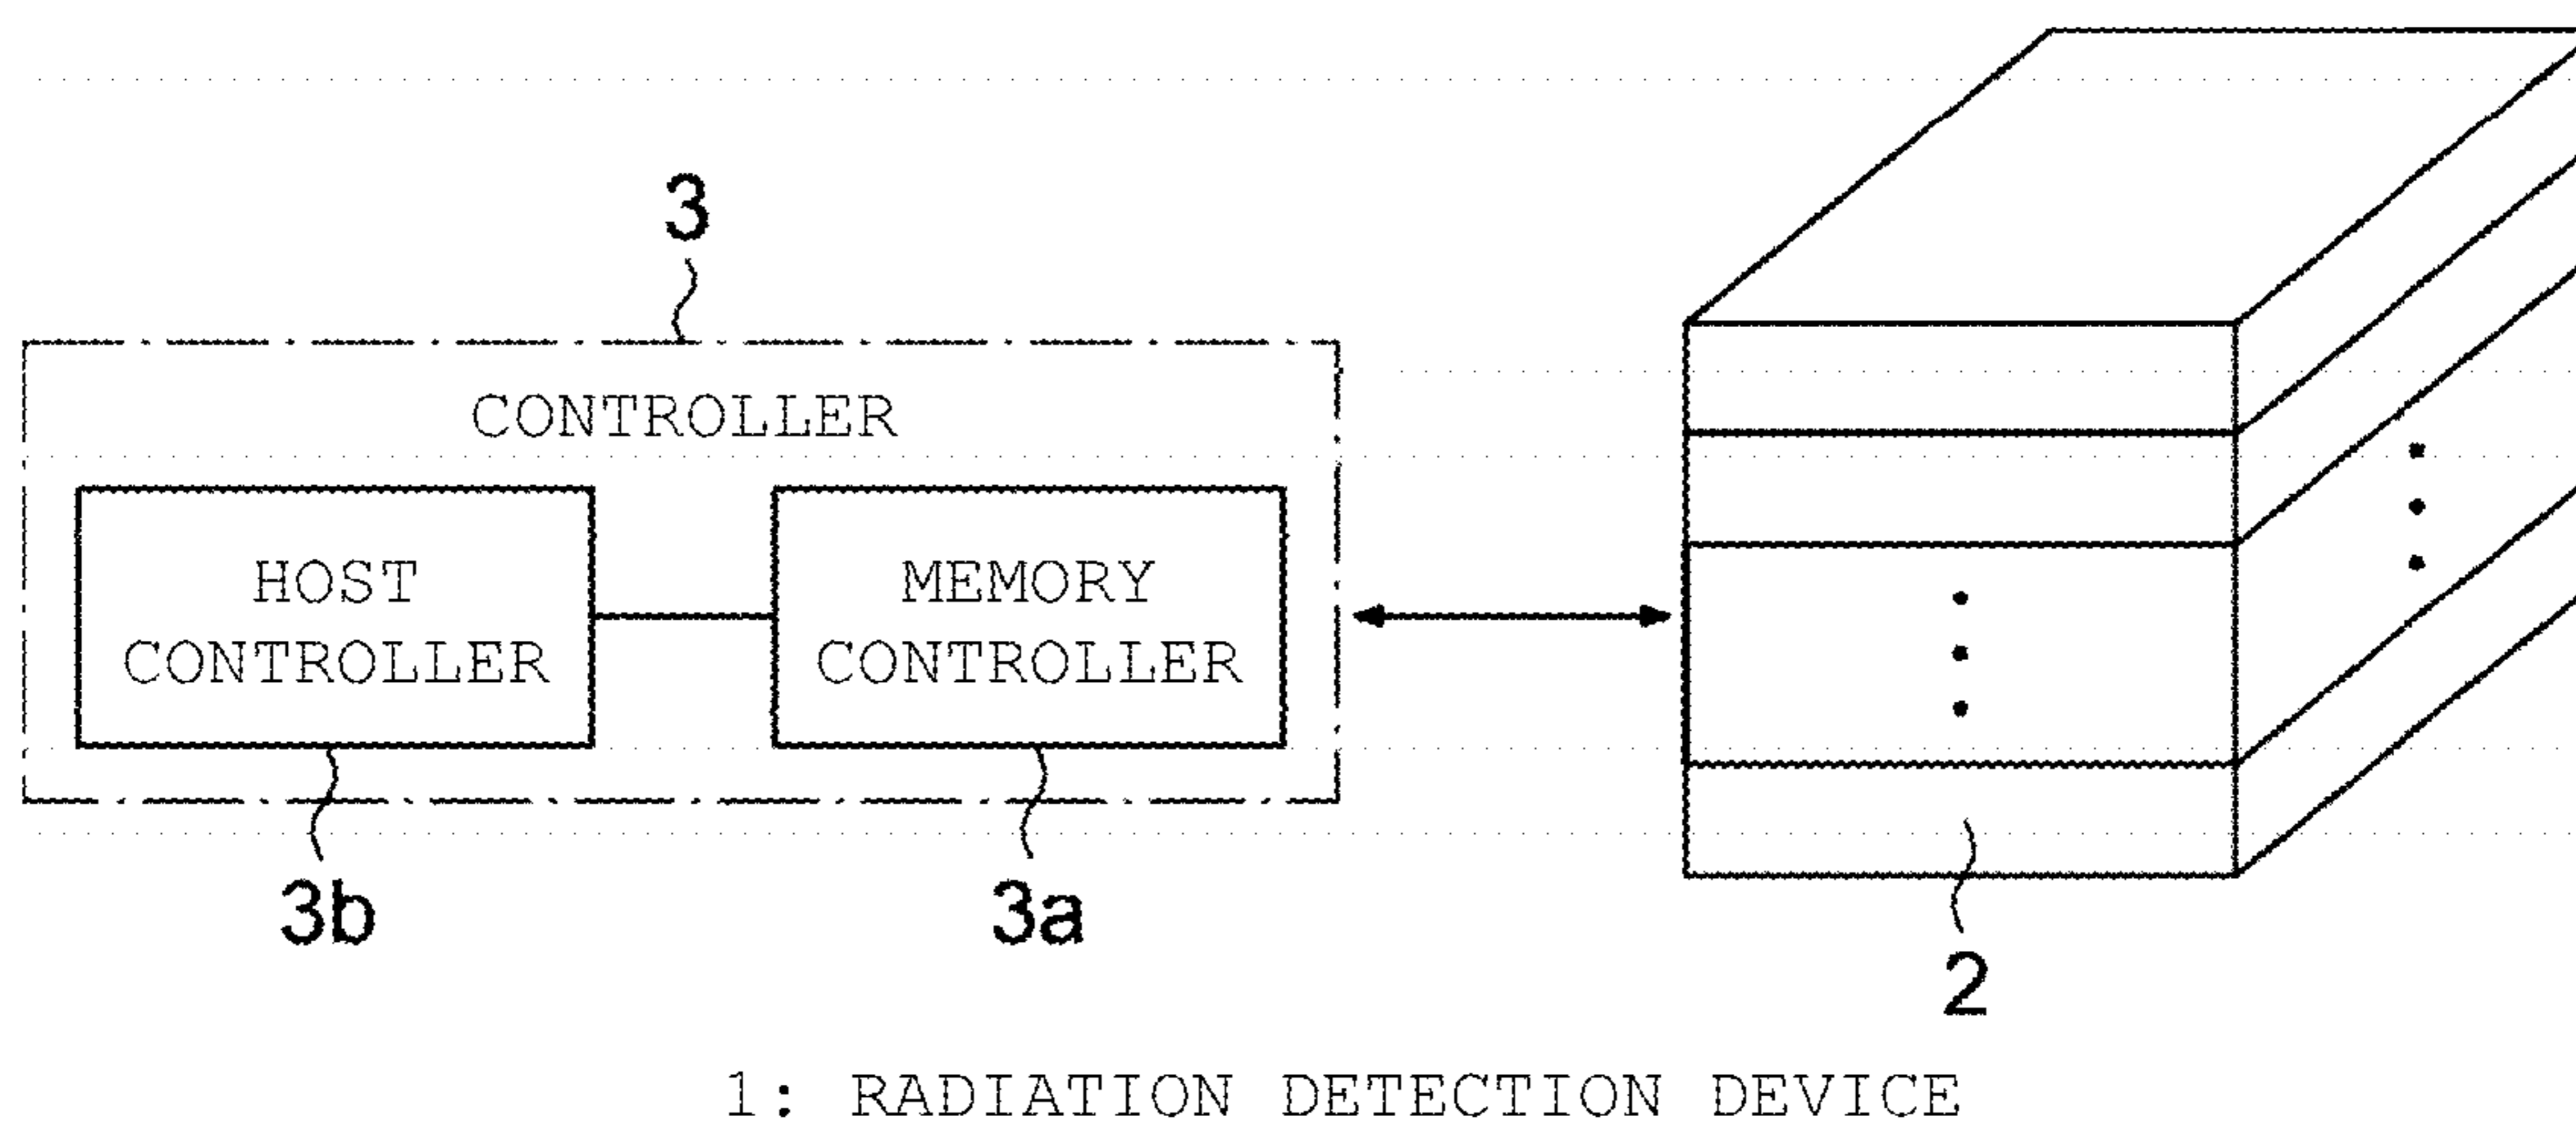 3
CONTROLLER
HOST
CONTROLLER
MEMORY
CONTROLLER
3b
3a
2
1: RADIATION DETECTION DEVICE